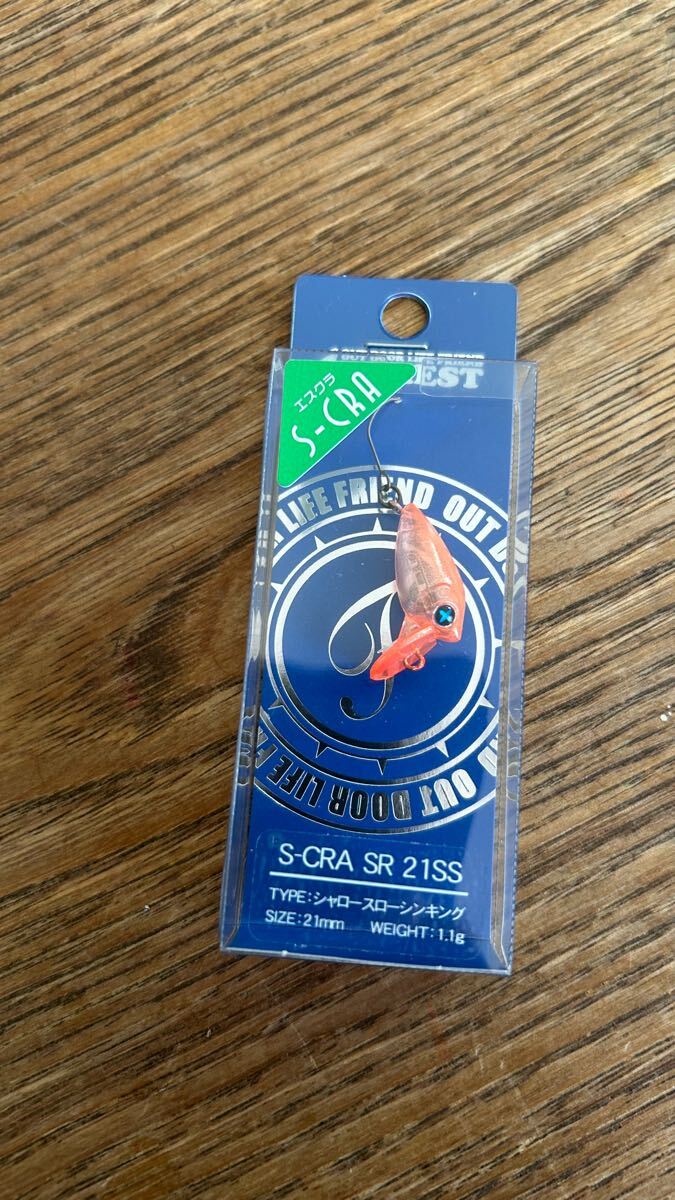 OUT DOOR LIFE FRIEND
EST
エスクラ
S-CRA
LIFE FRIEND OUT D
OUT DOOR LIFE F
S-CRA SR 21SS
TYPE:シャロースローシンキング
SIZE:21mm WEIGHT:1.1g